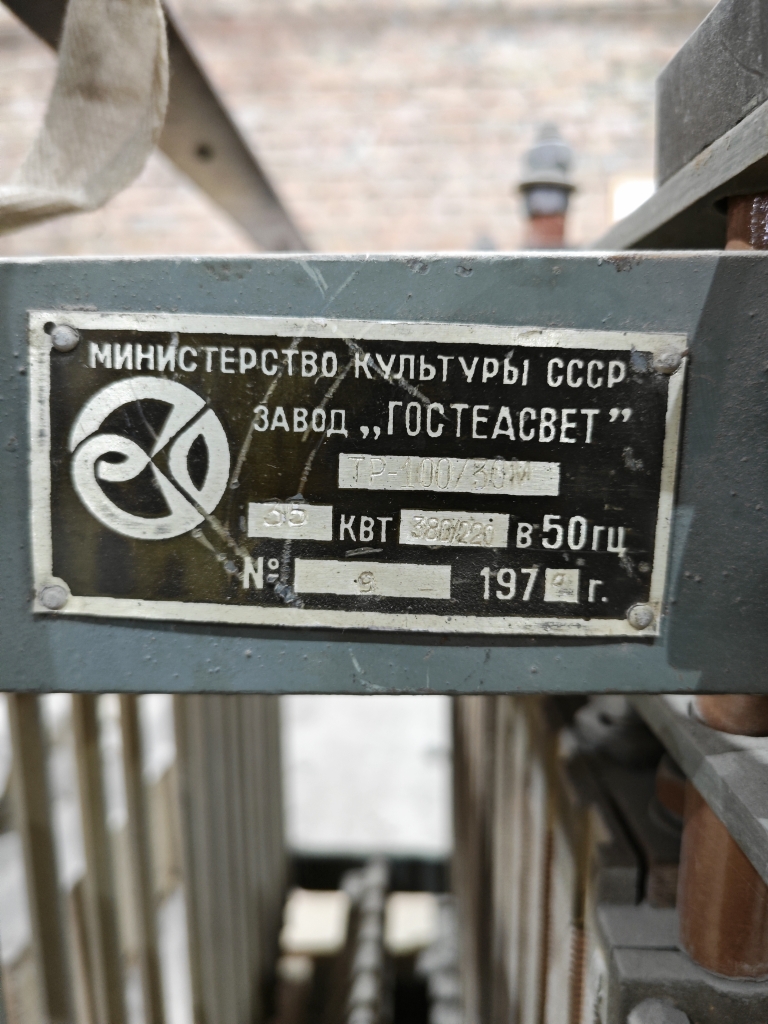 МИНИСТЕРСТВО КУЛЬТУРЫ СССР
ЗАВОД „ГОСТЕАСВЕТ”
ТР-100/30М
КВТ 380/220 В 50 ГЦ
№ 9 197 г.